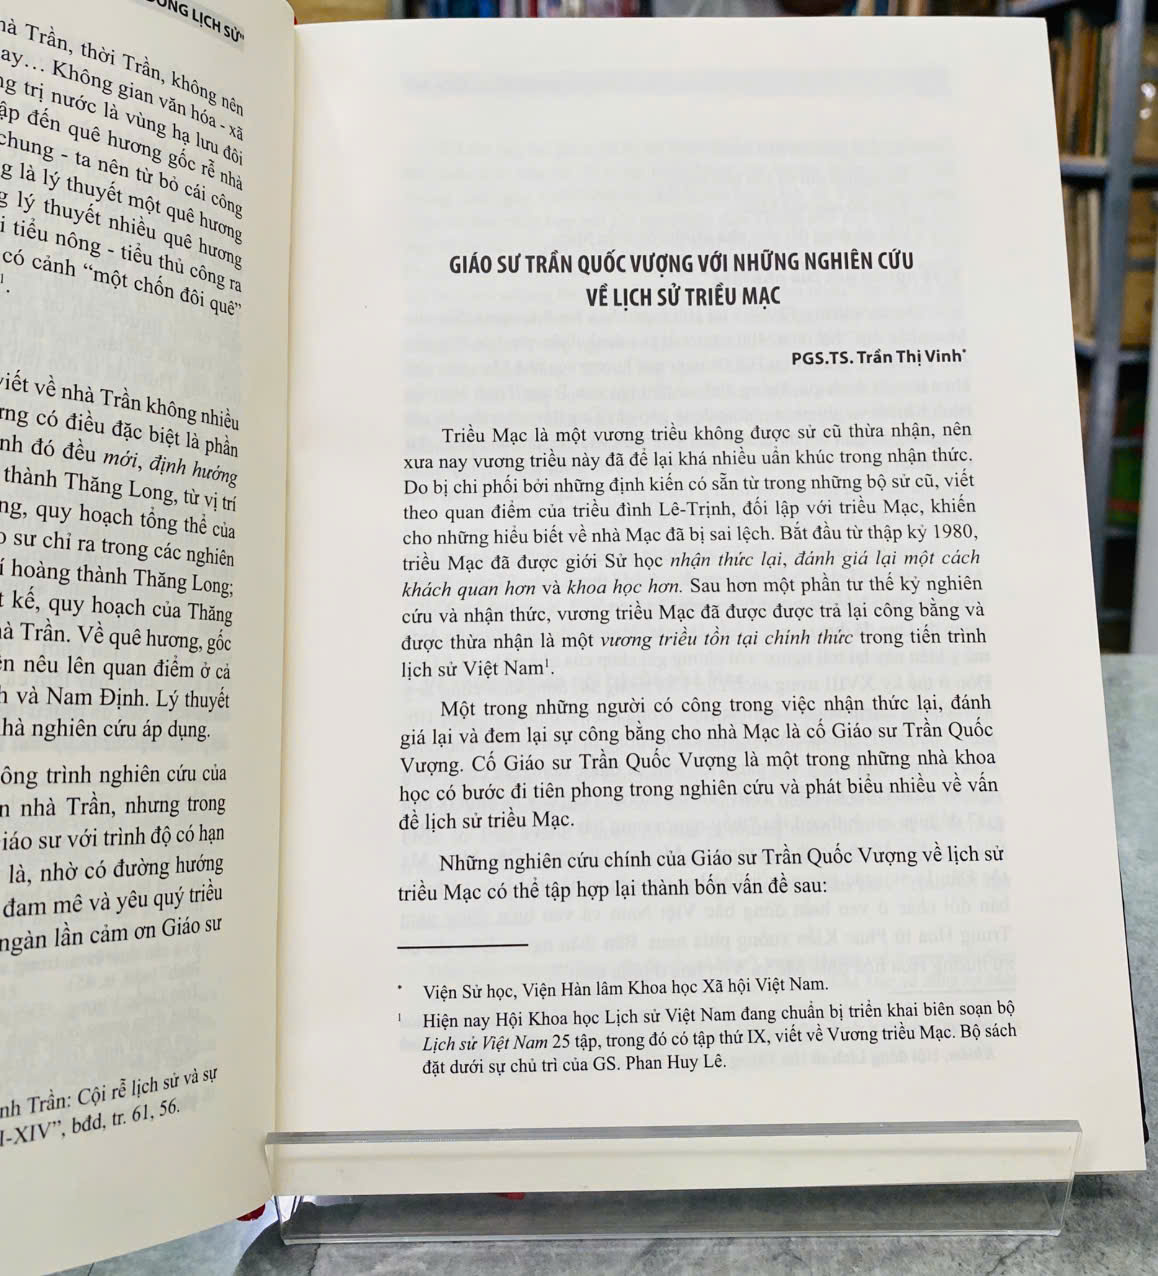 LỊCH SỬ"
Trần, thời Trần, không nên
Không gian văn hóa - xã
trị nước là vùng hạ lưu đôi
đến quê hương gốc rễ nhà
chung - ta nên từ bỏ cái công
là lý thuyết một quê hương
lý thuyết nhiều quê hương
tiểu nông - tiểu thủ công ra
có cảnh “một chốn đôi quê”
1.
viết về nhà Trần không nhiều
có điều đặc biệt là phần
đó đều mới, định hướng
thành Thăng Long, từ vị trí
quy hoạch tổng thể của
sư chỉ ra trong các nghiên
hoàng thành Thăng Long;
kế, quy hoạch của Thăng
Trần. Về quê hương, gốc
nêu lên quan điểm ở cả
và Nam Định. Lý thuyết
nhà nghiên cứu áp dụng.
công trình nghiên cứu của
nhà Trần, nhưng trong
Giáo sư với trình độ có hạn
là, nhờ có đường hướng
đam mê và yêu quý triều
ngàn lần cảm ơn Giáo sư
Trần: Cội rễ lịch sử và sự
I-XIV”, bđd, tr. 61, 56.
GIÁO SƯ TRẦN QUỐC VƯỢNG VỚI NHỮNG NGHIÊN CỨU
VỀ LỊCH SỬ TRIỀU MẠC
PGS.TS. Trần Thị Vinh*
Triều Mạc là một vương triều không được sử cũ thừa nhận, nên
xưa nay vương triều này đã để lại khá nhiều uẩn khúc trong nhận thức.
Do bị chi phối bởi những định kiến có sẵn từ trong những bộ sử cũ, viết
theo quan điểm của triều đình Lê-Trịnh, đối lập với triều Mạc, khiến
cho những hiểu biết về nhà Mạc đã bị sai lệch. Bắt đầu từ thập kỷ 1980,
triều Mạc đã được giới Sử học nhận thức lại, đánh giá lại một cách
khách quan hơn và khoa học hơn. Sau hơn một phần tư thế kỷ nghiên
cứu và nhận thức, vương triều Mạc đã được được trả lại công bằng và
được thừa nhận là một vương triều tồn tại chính thức trong tiến trình
lịch sử Việt Nam1.
Một trong những người có công trong việc nhận thức lại, đánh
giá lại và đem lại sự công bằng cho nhà Mạc là cố Giáo sư Trần Quốc
Vượng. Cố Giáo sư Trần Quốc Vượng là một trong những nhà khoa
học có bước đi tiên phong trong nghiên cứu và phát biểu nhiều về vấn
đề lịch sử triều Mạc.
Những nghiên cứu chính của Giáo sư Trần Quốc Vượng về lịch sử
triều Mạc có thể tập hợp lại thành bốn vấn đề sau:
* Viện Sử học, Viện Hàn lâm Khoa học Xã hội Việt Nam.
1 Hiện nay Hội Khoa học Lịch sử Việt Nam đang chuẩn bị triển khai biên soạn bộ
Lịch sử Việt Nam 25 tập, trong đó có tập thứ IX, viết về Vương triều Mạc. Bộ sách
đặt dưới sự chủ trì của GS. Phan Huy Lê.